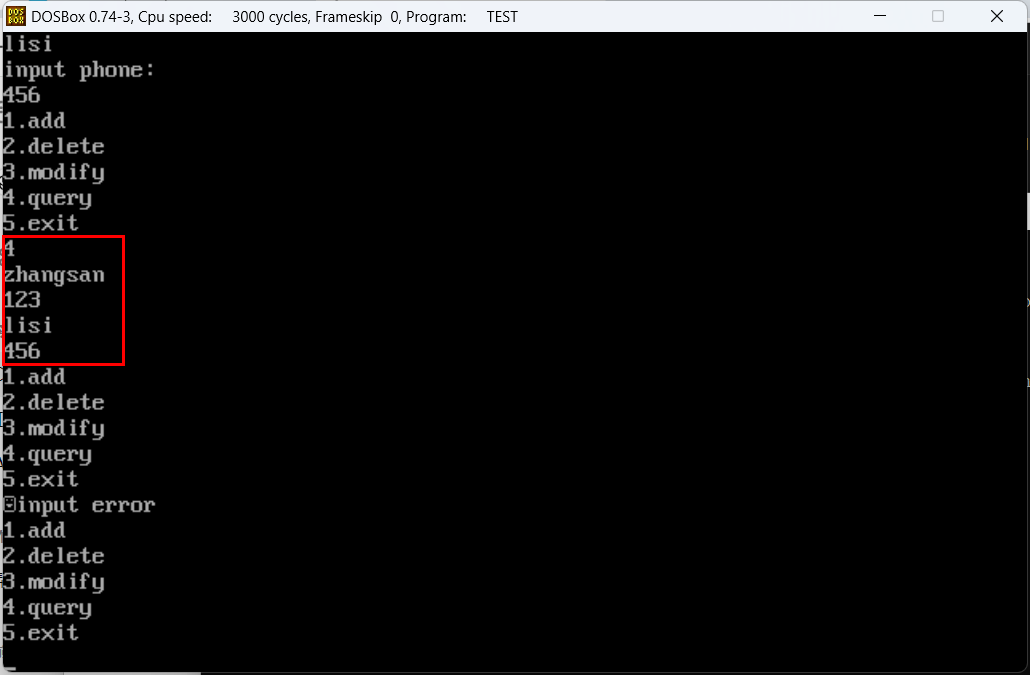 DOS BOX DOSBox 0.74-3, Cpu speed: 3000 cycles, Frameskip 0, Program: TEST
lisi
input phone:
456
1.add
2.delete
3.modify
4.query
5.exit
4
zhangsan
123
lisi
456
1.add
2.delete
3.modify
4.query
5.exit
input error
1.add
2.delete
3.modify
4.query
5.exit